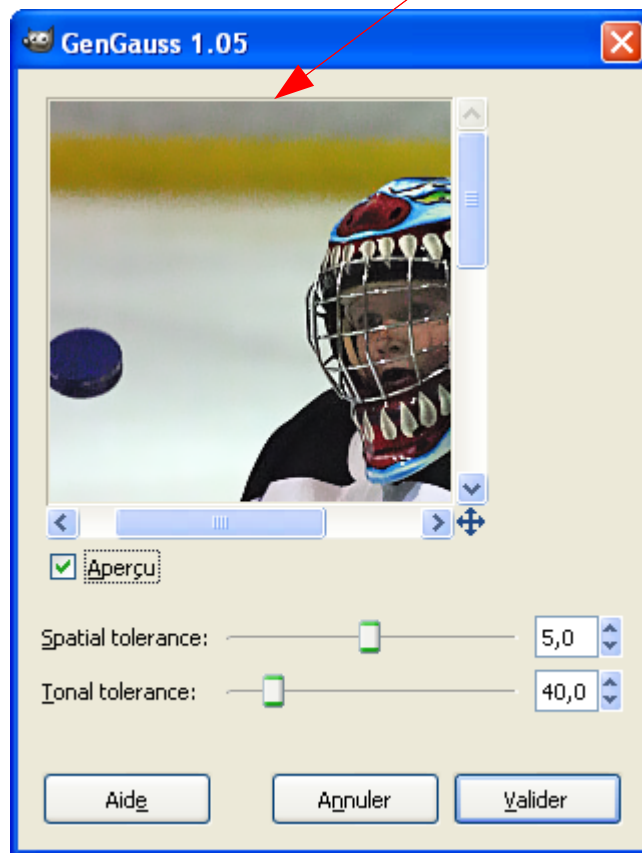 GenGauss 1.05
Aperçu
Spatial tolerance: 5,0
Tonal tolerance: 40,0
Aide Annuler Valider